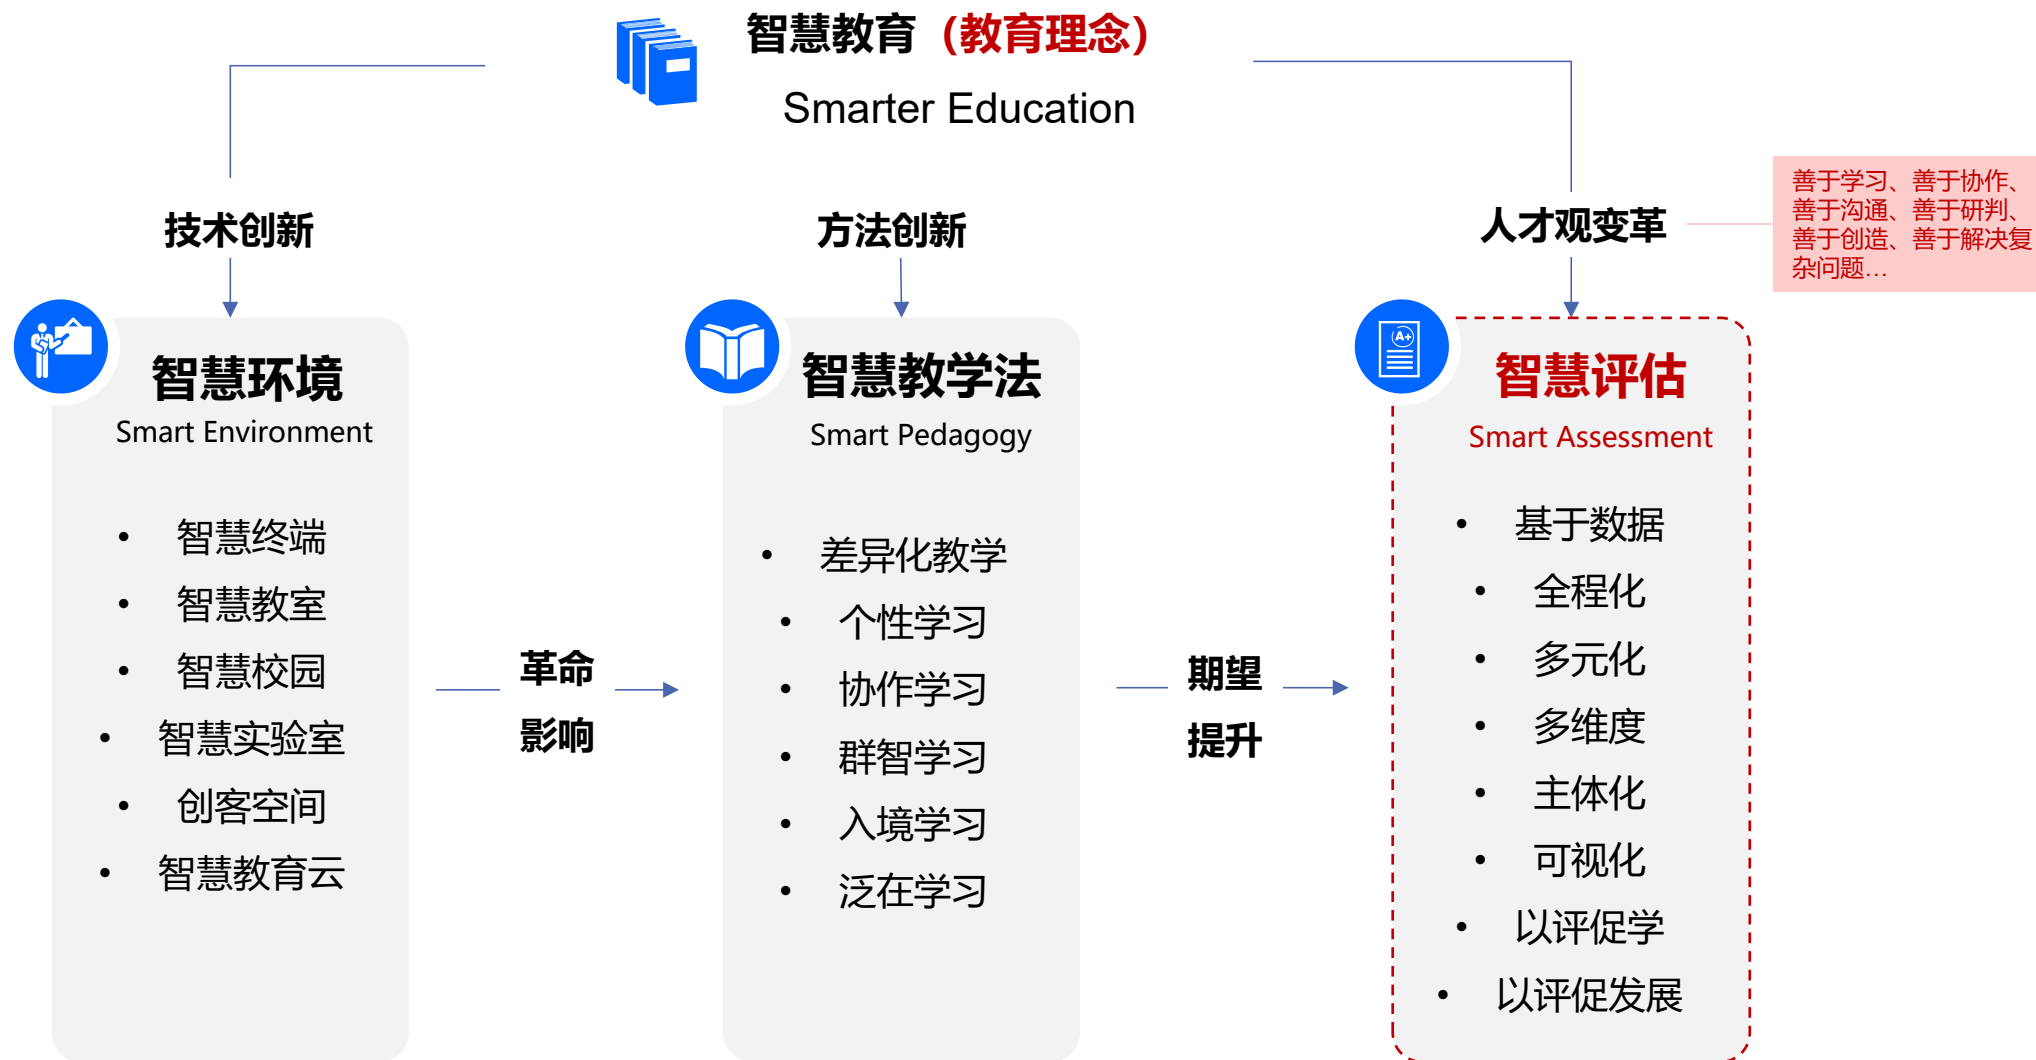 智慧教育（教育理念）
Smarter Education
技术创新
方法创新
人才观变革
善于学习、善于协作、
善于沟通、善于研判、
善于创造、善于解决复
杂问题…
智慧环境
Smart Environment
• 智慧终端
• 智慧教室
• 智慧校园
• 智慧实验室
• 创客空间
• 智慧教育云
革命
影响
智慧教学法
Smart Pedagogy
• 差异化教学
• 个性学习
• 协作学习
• 群智学习
• 入境学习
• 泛在学习
期望
提升
A+
智慧评估
Smart Assessment
• 基于数据
• 全程化
• 多元化
• 多维度
• 主体化
• 可视化
• 以评促学
• 以评促发展